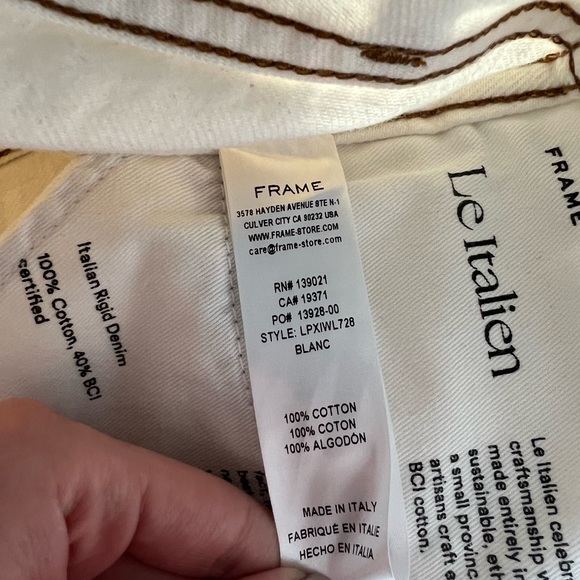 FRAME
3578 HAYDEN AVENUE STE N-1
CULVER CITY CA 90232 USA
WWW.FRAME-STORE.COM
care@frame-store.com
RN# 139021
CA# 19371
PO# 13928-00
STYLE: LPXIWL728
BLANC
100% COTTON
100% COTON
100% ALGODÓN
MADE IN ITALY
FABRIQUÉ EN ITALIE
HECHO EN ITALIA
Italian Rigid Denim
100% Cotton, 40% BCI
certified
FRAME
Le Italien
Le Italien celeb
craftsmanship
made entirely i
sustainable, et
a small provinc
artisans craft
BCI cotton.